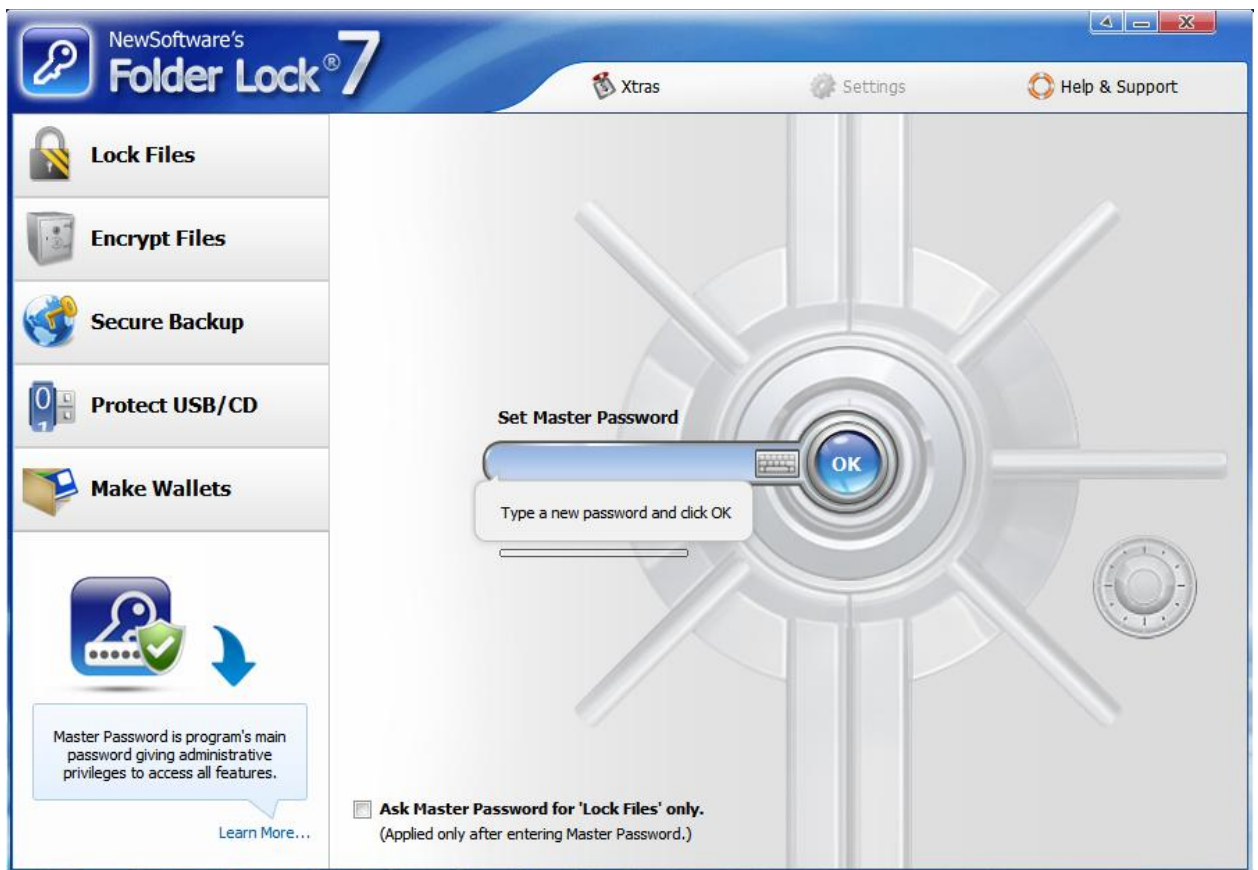 NewSoftware's
Folder Lock® 7
Xtras
Settings
Help & Support
Lock Files
Encrypt Files
Secure Backup
Protect USB/CD
Make Wallets
Set Master Password
OK
Type a new password and click OK
Master Password is program's main
password giving administrative
privileges to access all features.
Learn More...
Ask Master Password for 'Lock Files' only.
(Applied only after entering Master Password.)